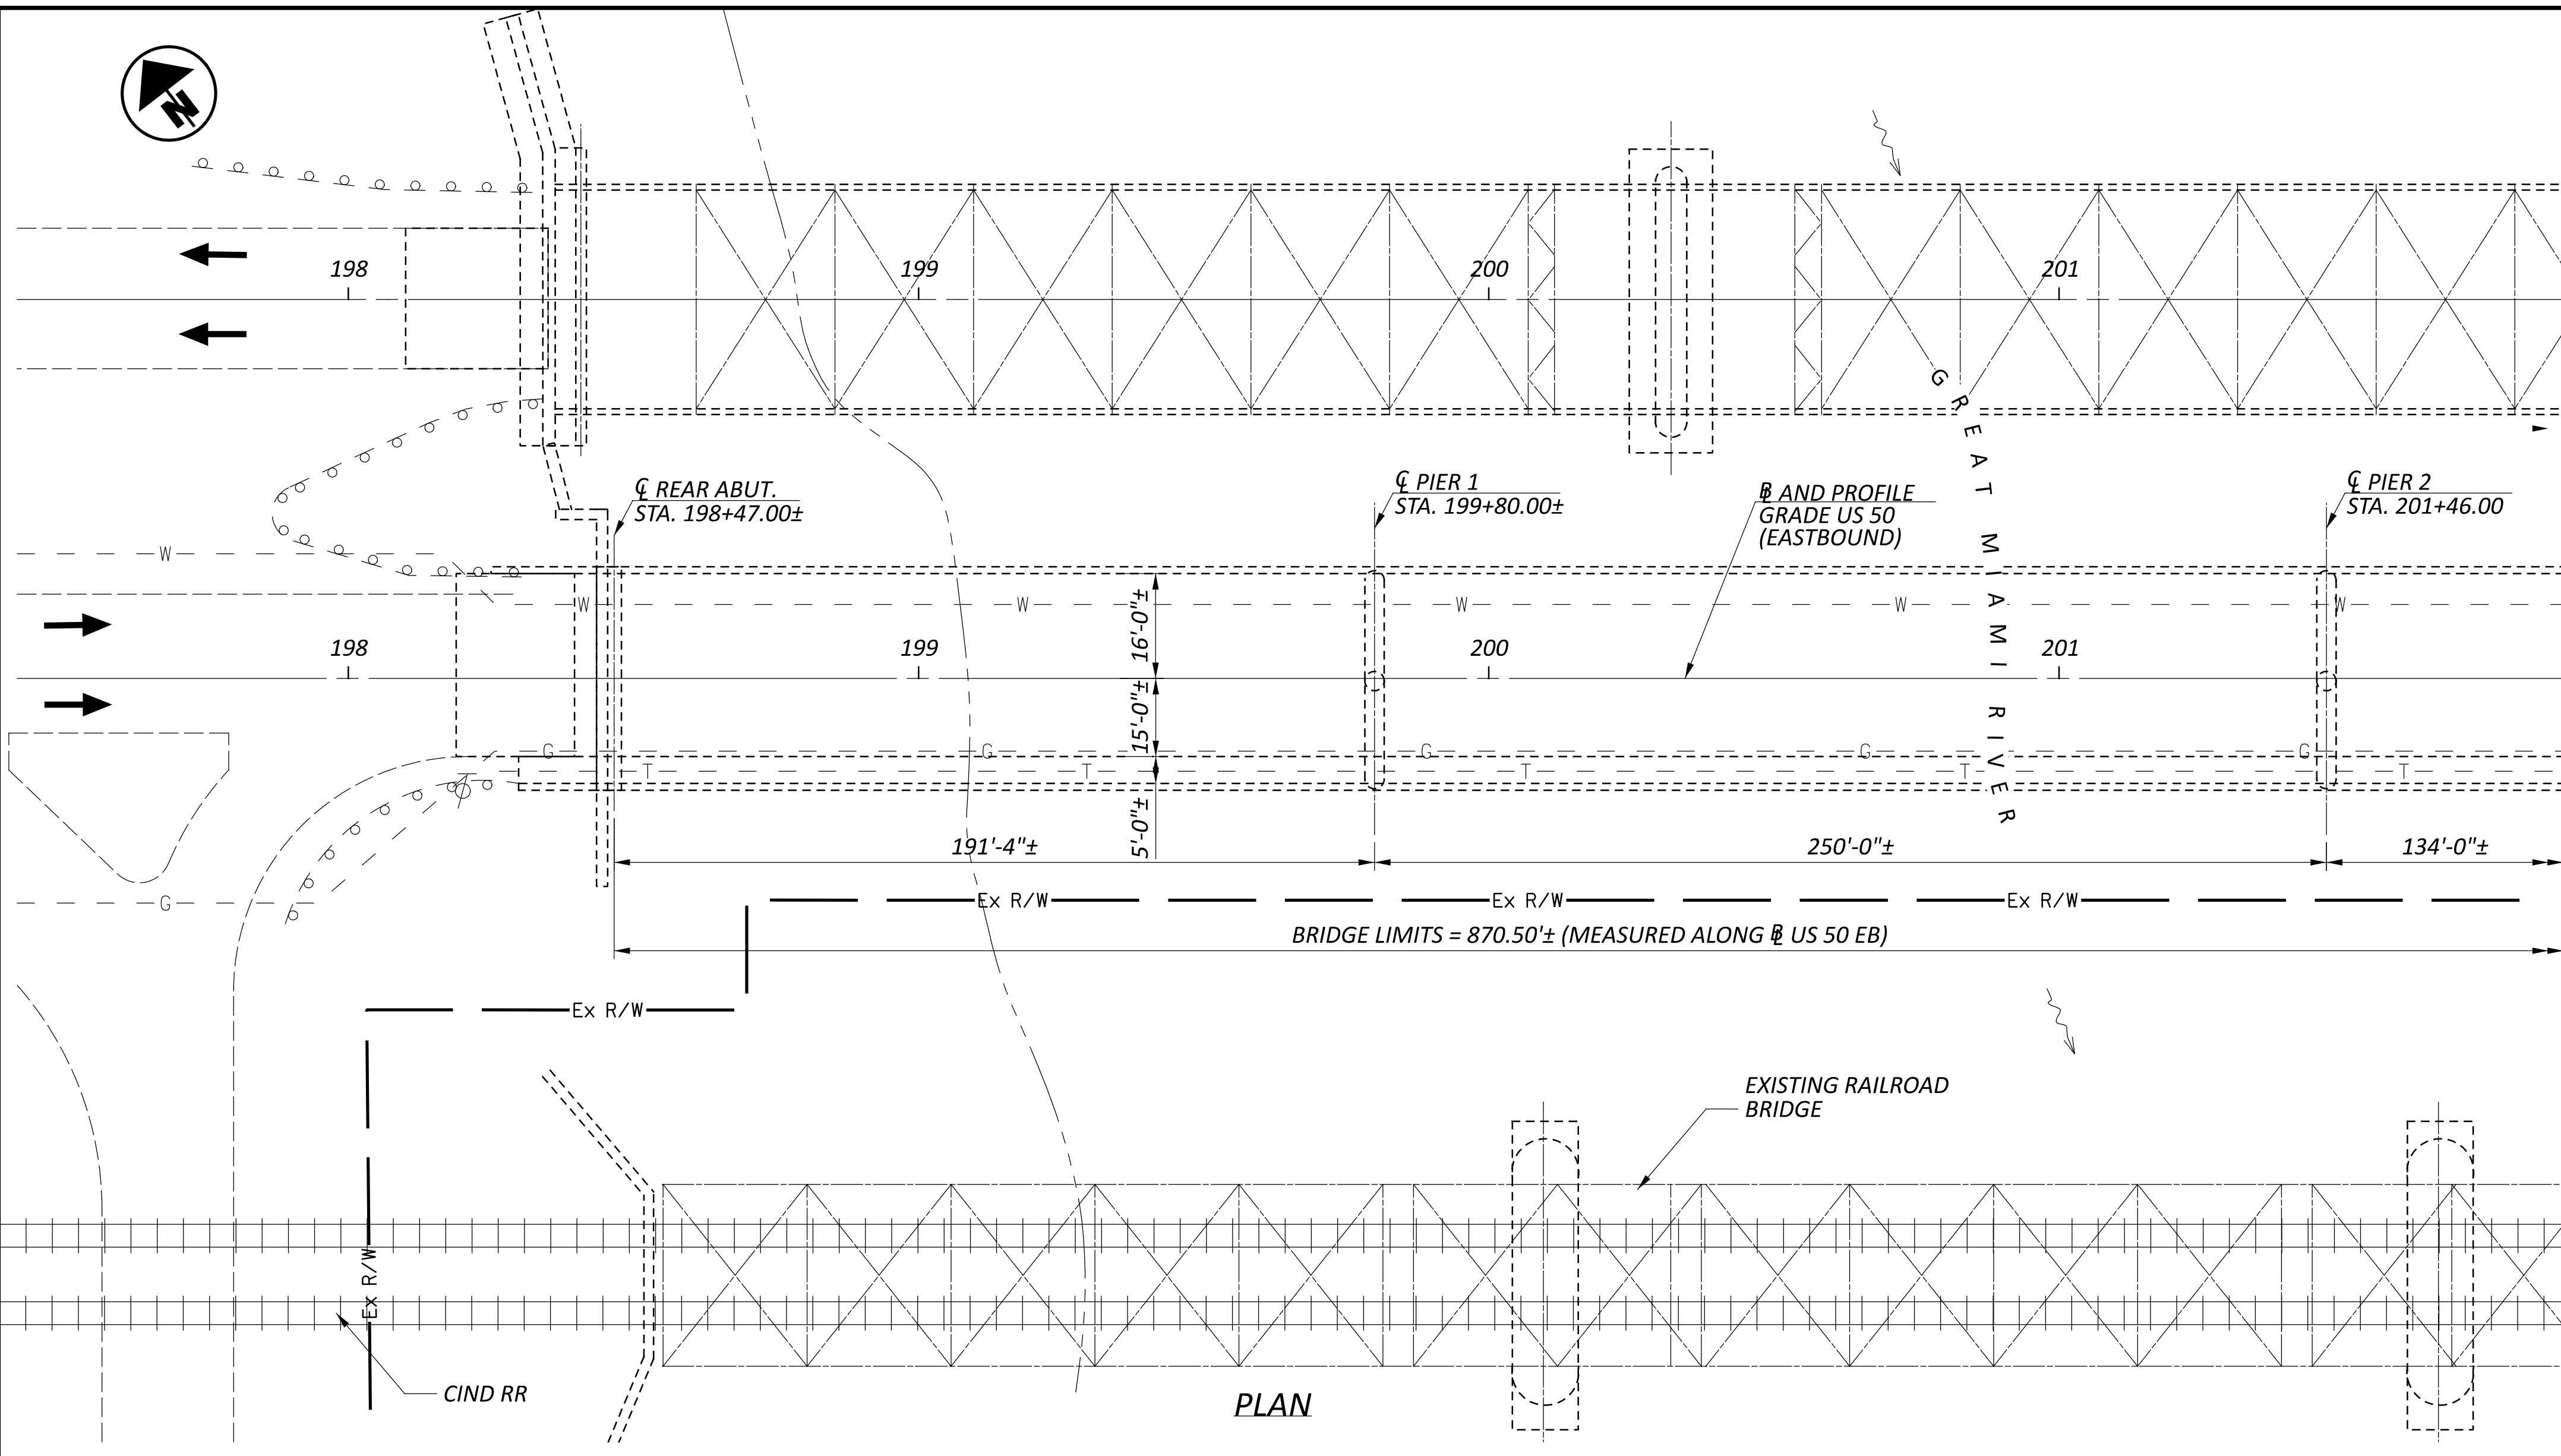 N
198
199
200
201
℄ REAR ABUT.
STA. 198+47.00±
℄ PIER 1
STA. 199+80.00±
℄ PIER 2
STA. 201+46.00
BL AND PROFILE
GRADE US 50
(EASTBOUND)
GREAT MIAMI RIVER
W
W
W
W
W
W
198
199
200
201
16'-0"±
15'-0"±
5'-0"±
G
G
G
G
G
T
T
T
T
T
191'-4"±
250'-0"±
134'-0"±
G
Ex R/W
Ex R/W
Ex R/W
BRIDGE LIMITS = 870.50'± (MEASURED ALONG BL US 50 EB)
Ex R/W
EXISTING RAILROAD
BRIDGE
Ex R/W
CIND RR
PLAN